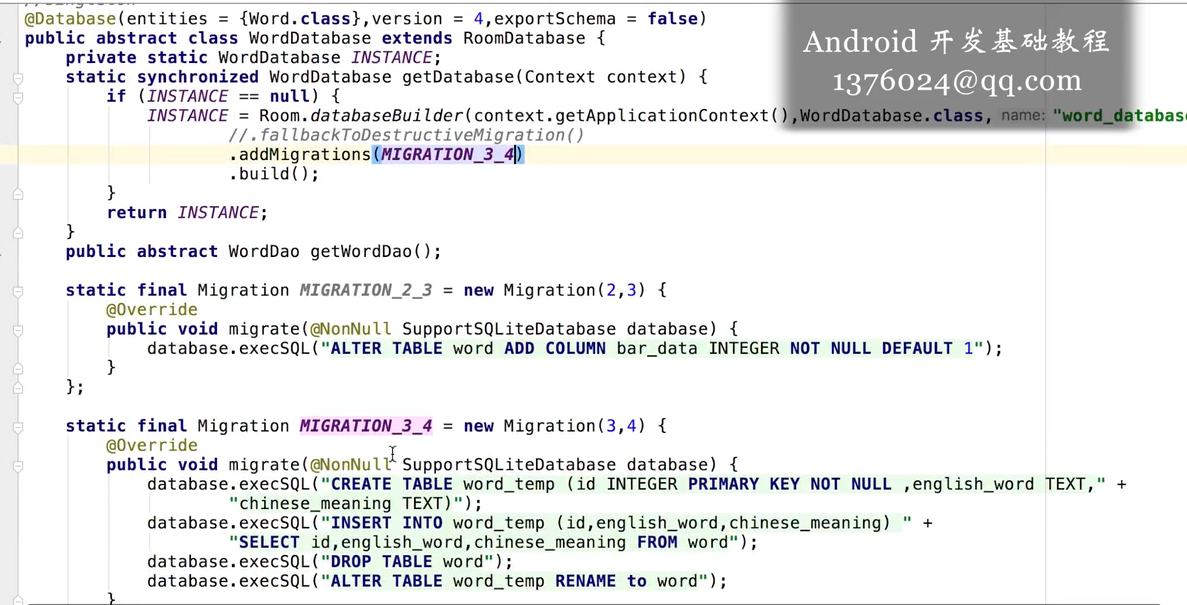 //Singleton
@Database(entities = {Word.class},version = 4,exportSchema = false)
public abstract class WordDatabase extends RoomDatabase {
    private static WordDatabase INSTANCE;
    static synchronized WordDatabase getDatabase(Context context) {
        if (INSTANCE == null) {
            INSTANCE = Room.databaseBuilder(context.getApplicationContext(),WordDatabase.class, name: "word_databas
                    //.fallbackToDestructiveMigration()
                    .addMigrations(MIGRATION_3_4)
                    .build();
        }
        return INSTANCE;
    }
    public abstract WordDao getWordDao();
    static final Migration MIGRATION_2_3 = new Migration(2,3) {
        @Override
        public void migrate(@NonNull SupportSQLiteDatabase database) {
            database.execSQL("ALTER TABLE word ADD COLUMN bar_data INTEGER NOT NULL DEFAULT 1");
        }
    };
    static final Migration MIGRATION_3_4 = new Migration(3,4) {
        @Override
        public void migrate(@NonNull SupportSQLiteDatabase database) {
            database.execSQL("CREATE TABLE word_temp (id INTEGER PRIMARY KEY NOT NULL ,english_word TEXT," +
                    "chinese_meaning TEXT)");
            database.execSQL("INSERT INTO word_temp (id,english_word,chinese_meaning) " +
                    "SELECT id,english_word,chinese_meaning FROM word");
            database.execSQL("DROP TABLE word");
            database.execSQL("ALTER TABLE word_temp RENAME to word");
        }
Android 开发基础教程
1376024@qq.com